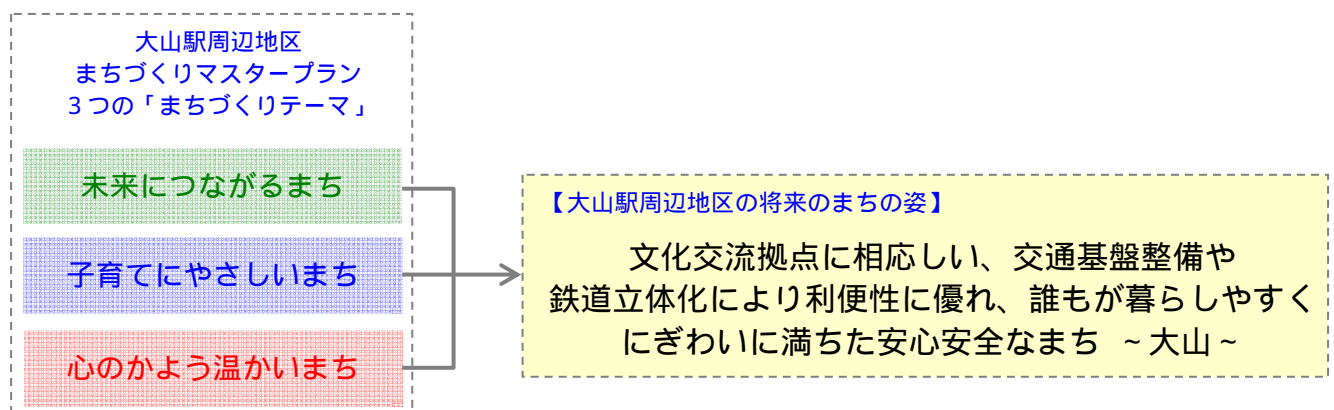 大山駅周辺地区
まちづくりマスタープラン
3つの「まちづくりテーマ」
未来につながるまち
子育てにやさしいまち
心のかよう温かいまち
【大山駅周辺地区の将来のまちの姿】
文化交流拠点に相応しい、交通基盤整備や
鉄道立体化により利便性に優れ、誰もが暮らしやすく
にぎわいに満ちた安心安全なまち ~大山~